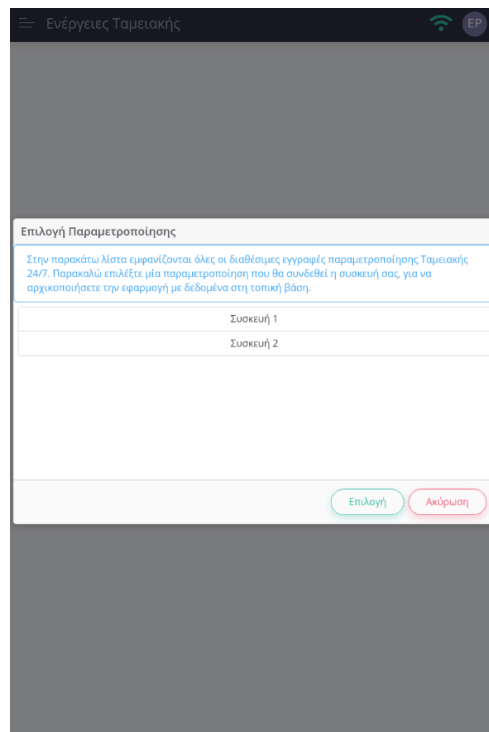 Ενέργειες Ταμειακής
EP
Επιλογή Παραμετροποίησης
Στην παρακάτω λίστα εμφανίζονται όλες οι διαθέσιμες εγγραφές παραμετροποίησης Ταμειακής
24/7. Παρακαλώ επιλέξτε μία παραμετροποίηση που θα συνδεθεί η συσκευή σας, για να
αρχικοποιήσετε την εφαρμογή με δεδομένα στη τοπική βάση.
Συσκευή 1
Συσκευή 2
Επιλογή
Ακύρωση